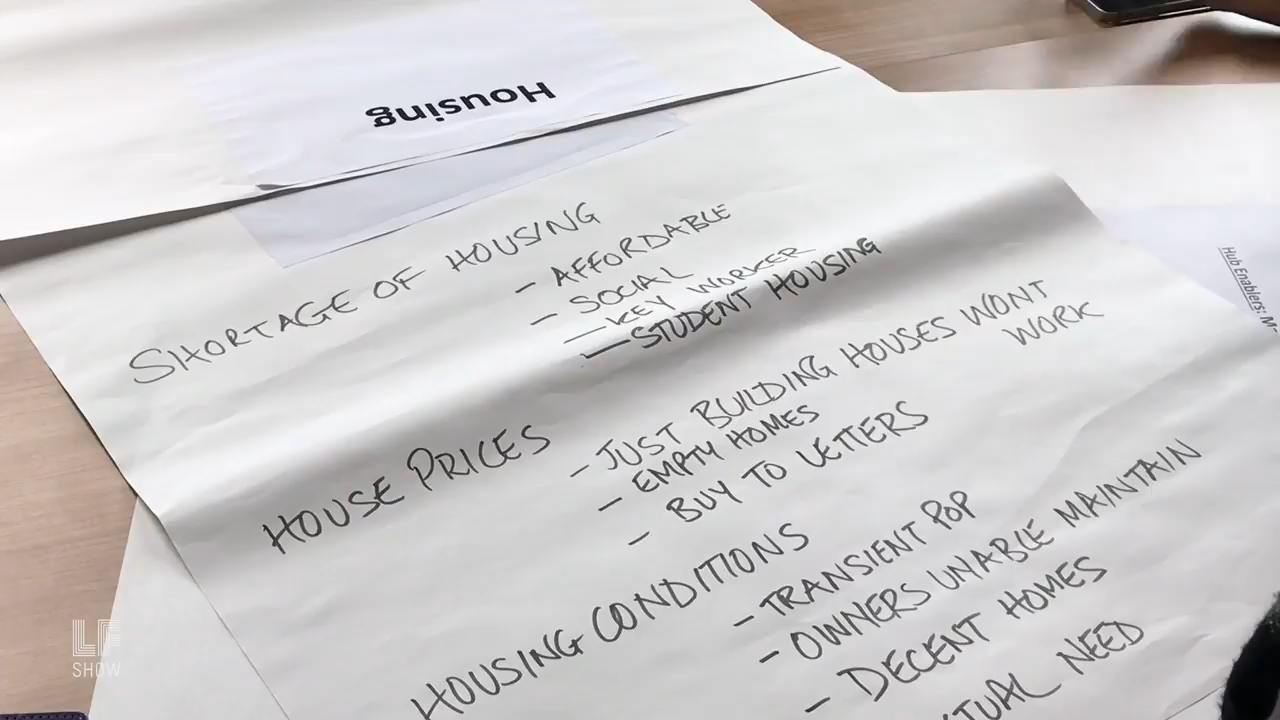 Housing
SHORTAGE OF HOUSING
- AFFORDABLE
- SOCIAL
- KEY WORKER
- STUDENT HOUSING
HOUSE PRICES
- JUST BUILDING HOUSES WONT
WORK
- EMPTY HOMES
- BUY TO LETTERS
HOUSING CONDITIONS
- TRANSIENT POP
- OWNERS UNABLE MAINTAIN
- DECENT HOMES
NEED
Hub Enablers:
LF
SHOW